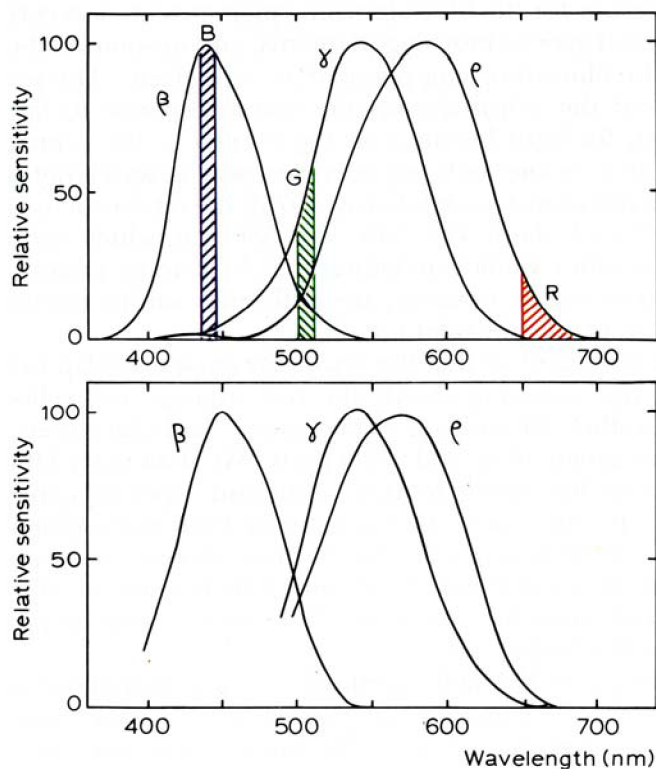 Relative sensitivity
100
50
0
β
B
G
γ
ρ
R
400
500
600
700
Relative sensitivity
100
50
0
β
γ
ρ
400
500
600
700
Wavelength (nm)